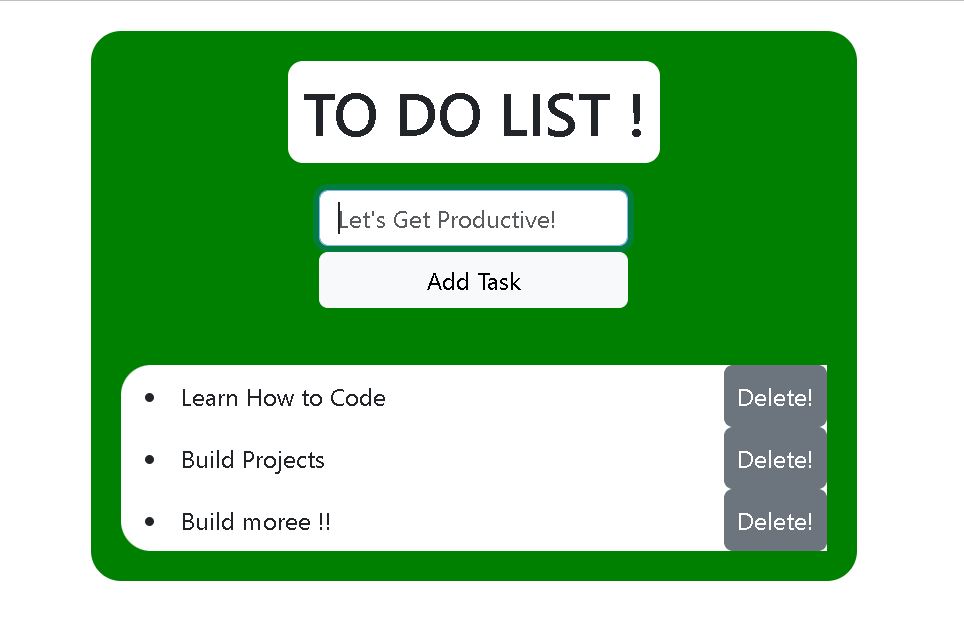 TO DO LIST !
Let's Get Productive!
Add Task
Learn How to Code Delete!
Build Projects Delete!
Build moree !! Delete!